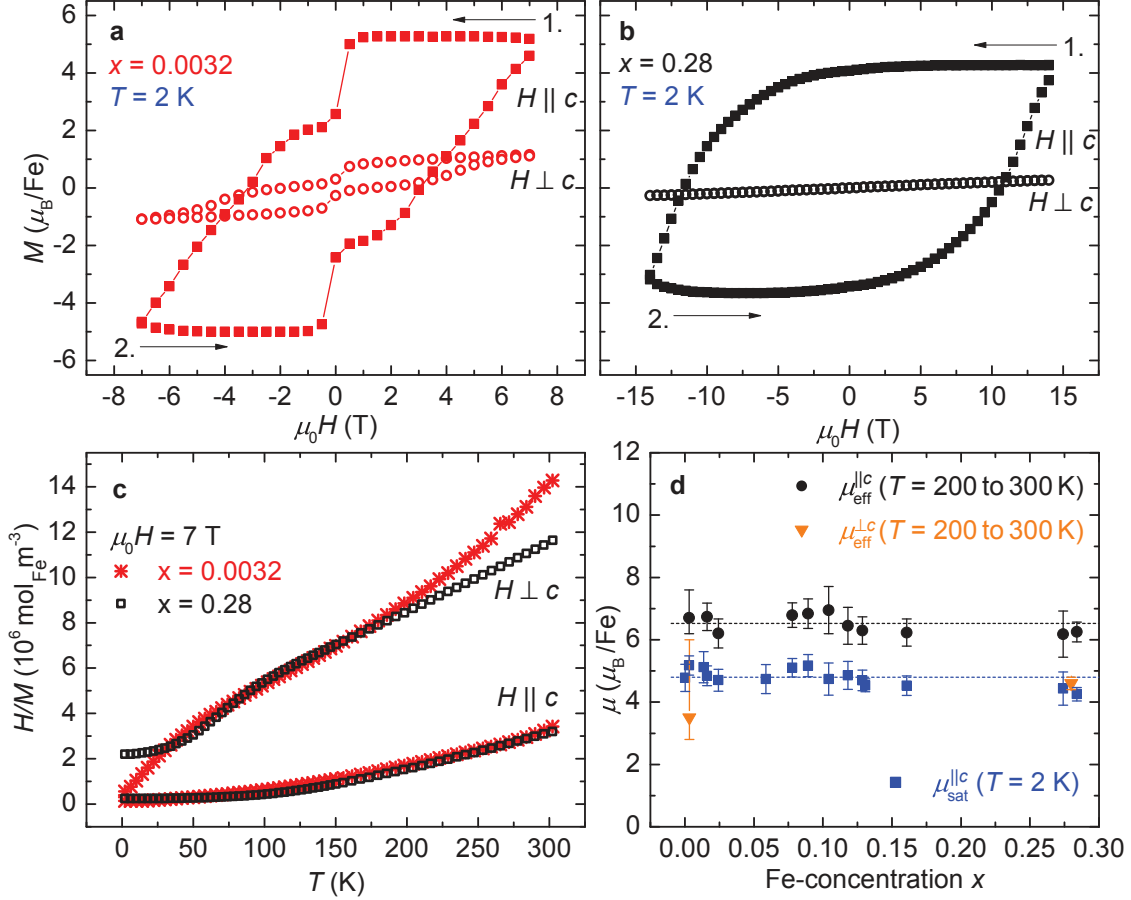 a
1.
x = 0.0032
T = 2 K
H || c
H ⊥ c
2.
M (μB/Fe)
6
4
2
0
-2
-4
-6
-8 -6 -4 -2 0 2 4 6 8
μ0H (T)
b
1.
x = 0.28
T = 2 K
H || c
H ⊥ c
2.
-15 -10 -5 0 5 10 15
μ0H (T)
c
μ0H = 7 T
x = 0.0032
x = 0.28
H ⊥ c
H || c
H/M (10⁶ molFem⁻³)
14
12
10
8
6
4
2
0
0 50 100 150 200 250 300
T (K)
d
μeff||c (T = 200 to 300 K)
μeff⊥c (T = 200 to 300 K)
μsat||c (T = 2 K)
μ (μB/Fe)
12
10
8
6
4
2
0
0.00 0.05 0.10 0.15 0.20 0.25 0.30
Fe-concentration x